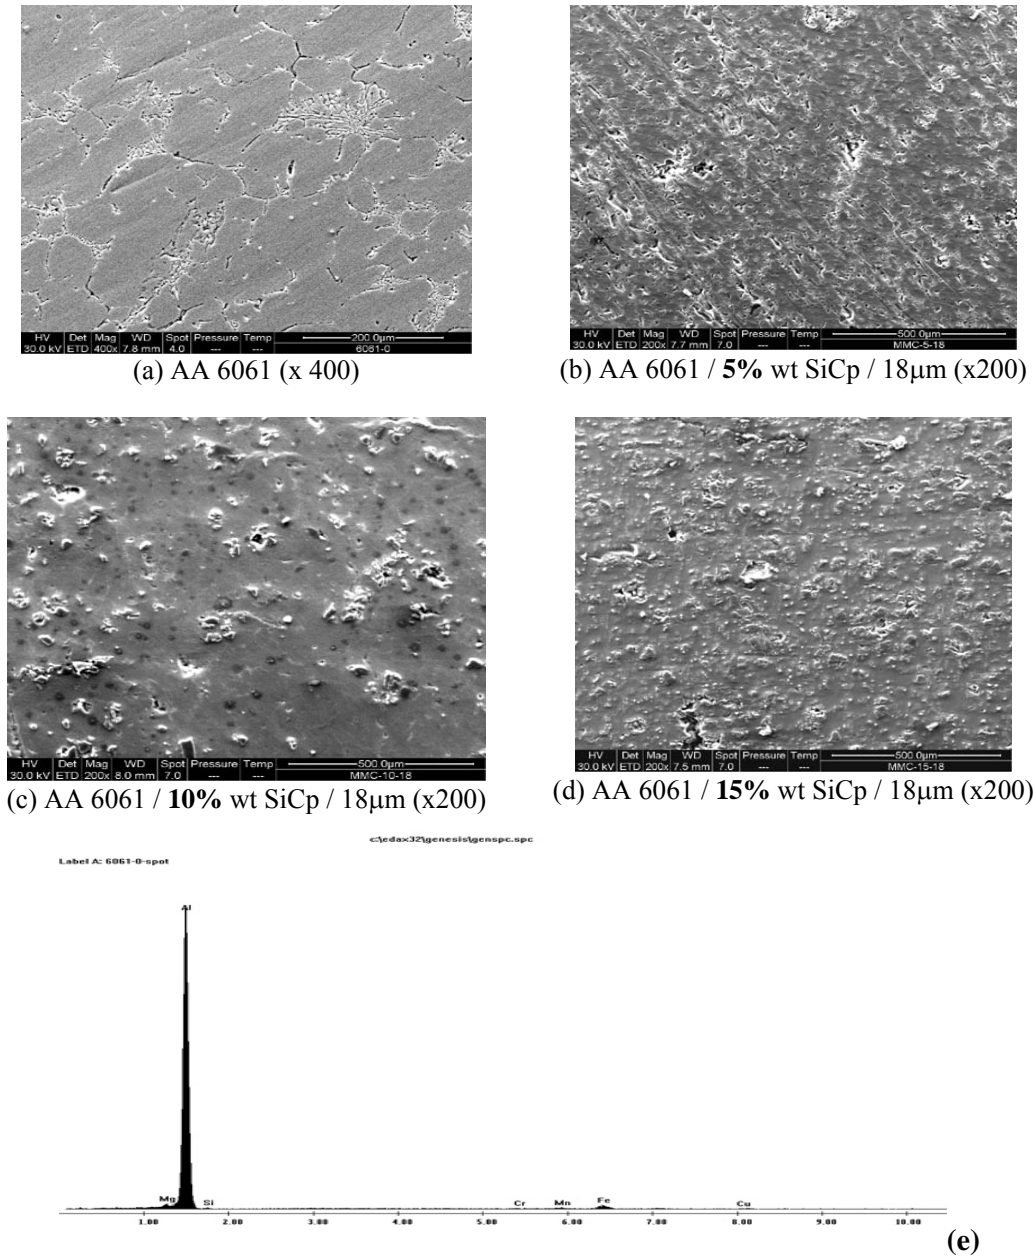 HV Det Mag WD Spot Pressure Temp 200.0µm
30.0 kV ETD 400x 7.8 mm 4.0 --- --- 6061-0
(a) AA 6061 (x 400)
HV Det Mag WD Spot Pressure Temp 500.0µm
30.0 kV ETD 200x 7.7 mm 7.0 --- --- MMC-5-18
(b) AA 6061 / 5% wt SiCp / 18µm (x200)
HV Det Mag WD Spot Pressure Temp 500.0µm
30.0 kV ETD 200x 8.0 mm 7.0 --- --- MMC-10-18
(c) AA 6061 / 10% wt SiCp / 18µm (x200)
HV Det Mag WD Spot Pressure Temp 500.0µm
30.0 kV ETD 200x 7.5 mm 7.0 --- --- MMC-15-18
(d) AA 6061 / 15% wt SiCp / 18µm (x200)
c:\edax32\genesis\genspc.spc
Label A: 6061-0-spot
Al
Mg Si Cr Mn Fe Cu
1.00 2.00 3.00 4.00 5.00 6.00 7.00 8.00 9.00 10.00
(e)